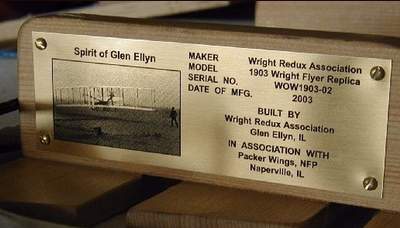 Spirit of Glen Ellyn
MAKER Wright Redux Association
MODEL 1903 Wright Flyer Replica
SERIAL NO. WOW1903-02
DATE OF MFG. 2003
BUILT BY
Wright Redux Association
Glen Ellyn, IL
IN ASSOCIATION WITH
Packer Wings, NFP
Naperville, IL